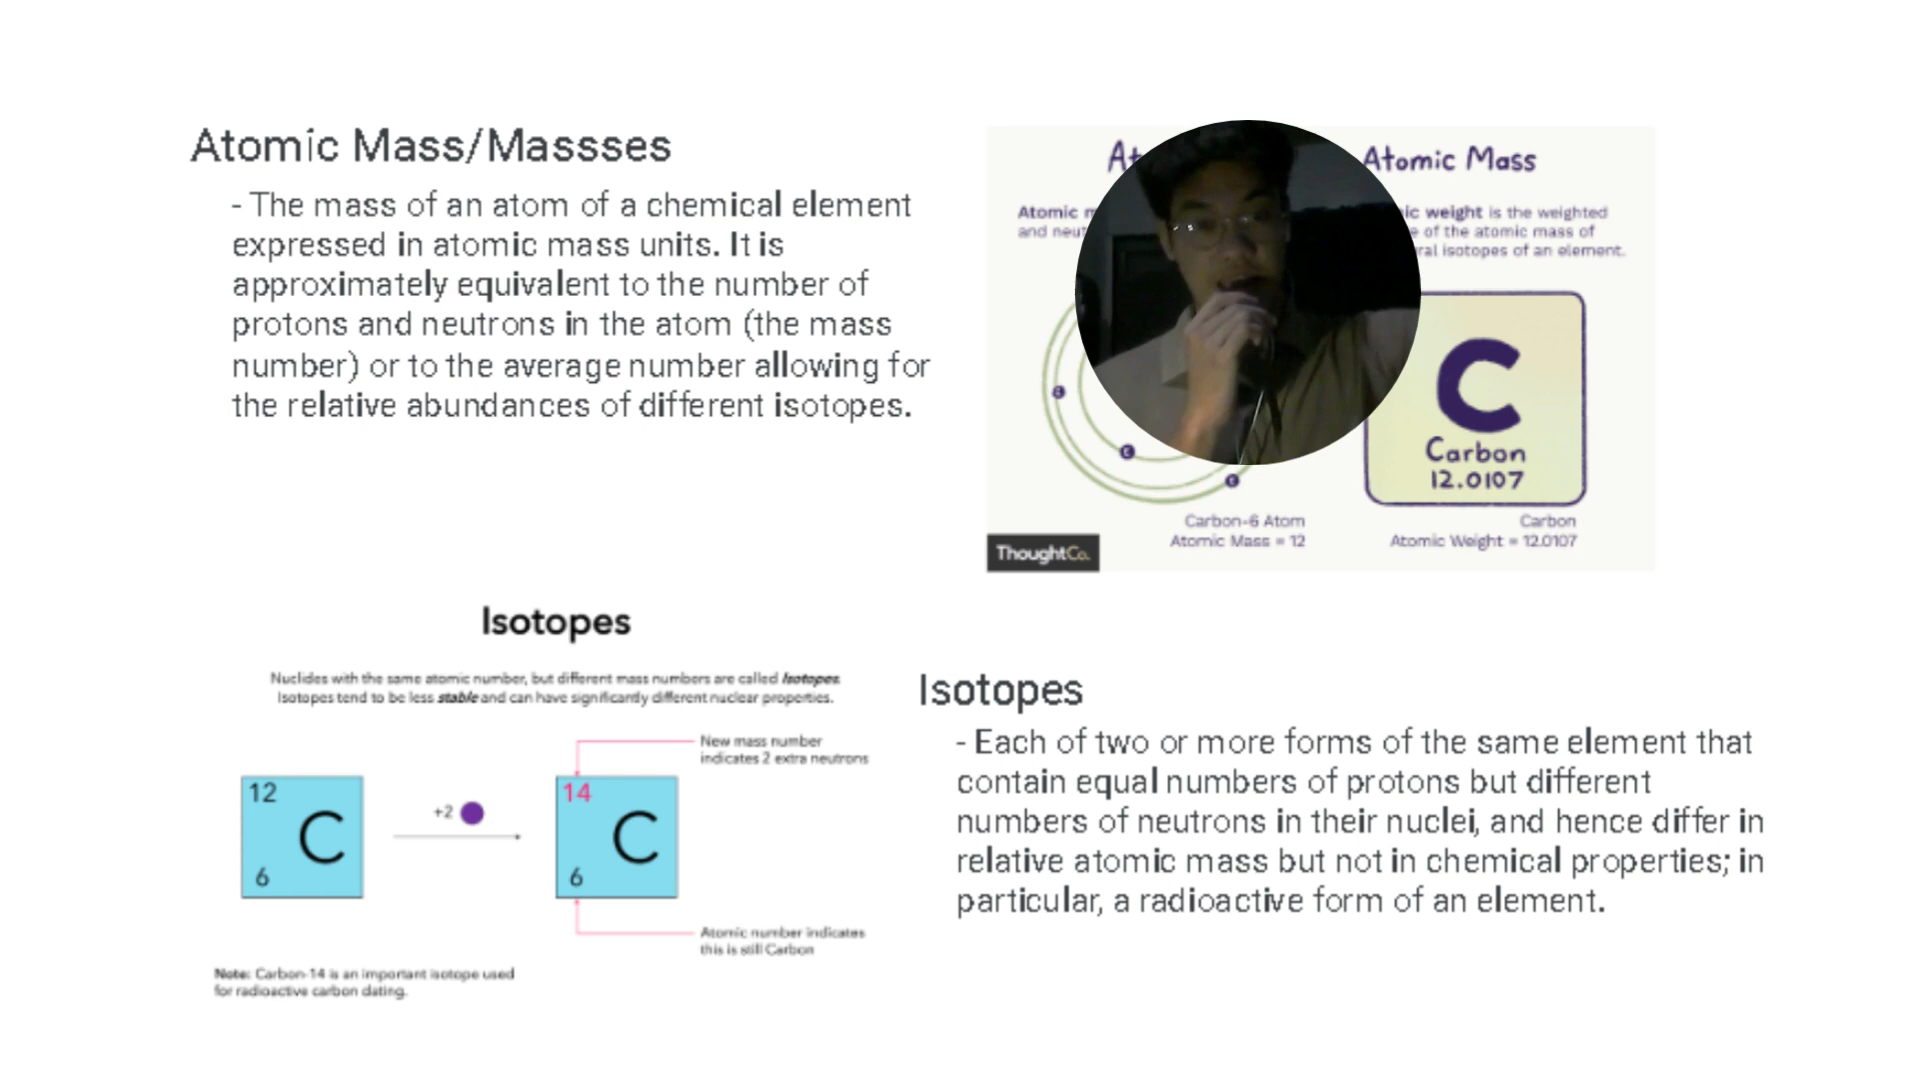 Atomic Mass/Massses
- The mass of an atom of a chemical element
expressed in atomic mass units. It is
approximately equivalent to the number of
protons and neutrons in the atom (the mass
number) or to the average number allowing for
the relative abundances of different isotopes.
Atomic Mass
Atomic
and
weight is the weighted
of the atomic mass of
isotopes of an element.
C
Carbon
12.0107
Carbon-6 Atom
Atomic Mass = 12
Carbon
Atomic Weight = 12.0107
ThoughtCo.
Isotopes
Nuclides with the same atomic number, but different mass numbers are called Isotopes.
Isotopes tend to be less stable and can have significantly different nuclear properties.
New mass number
indicates 2 extra neutrons
12
C
6
+2
14
C
6
Atomic number indicates
this is still Carbon
Note: Carbon-14 is an important isotope used
for radioactive carbon dating.
Isotopes
- Each of two or more forms of the same element that
contain equal numbers of protons but different
numbers of neutrons in their nuclei, and hence differ in
relative atomic mass but not in chemical properties; in
particular, a radioactive form of an element.